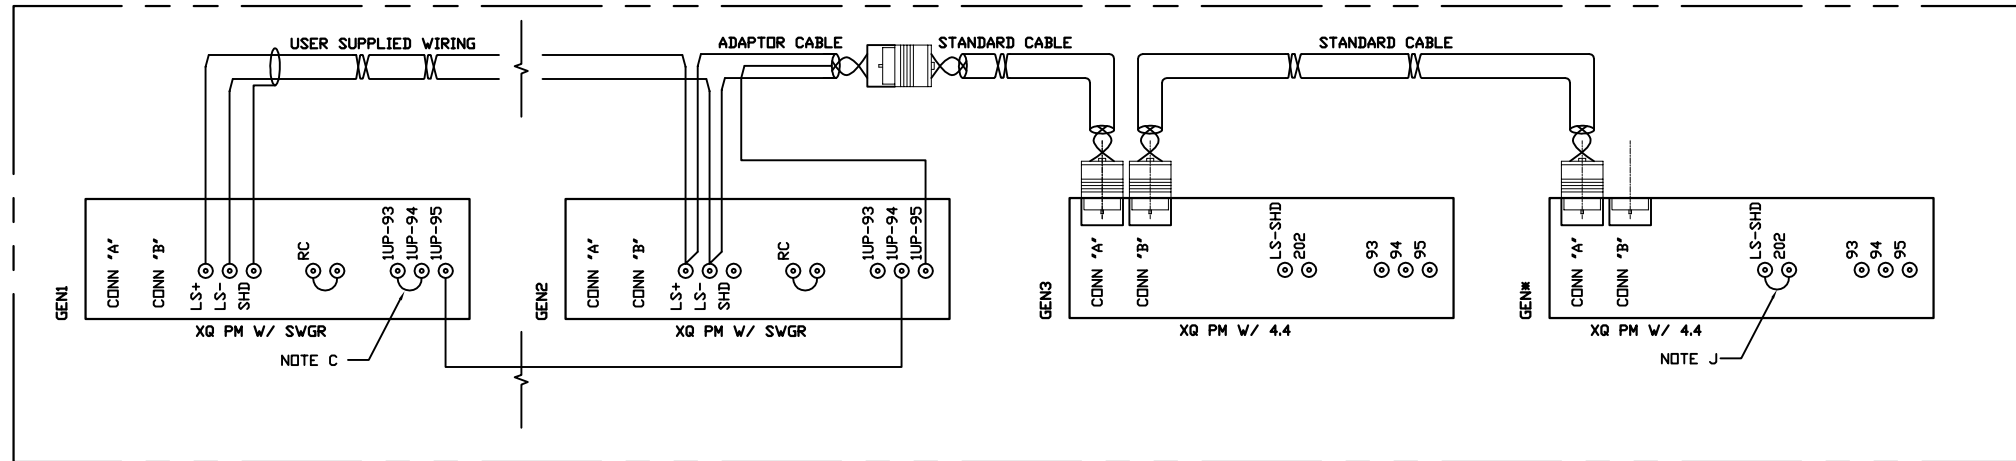 USER SUPPLIED WIRING
ADAPTOR CABLE
STANDARD CABLE
STANDARD CABLE
GEN1
CONN "A"
CONN "B"
LS+
LS-
SHD
RC
1UP-93
1UP-94
1UP-95
XQ PM W/ SWGR
NOTE C
GEN2
CONN "A"
CONN "B"
LS+
LS-
SHD
RC
1UP-93
1UP-94
1UP-95
XQ PM W/ SWGR
GEN3
CONN "A"
CONN "B"
LS-SHD
202
93
94
95
XQ PM W/ 4.4
GEN*
CONN "A"
CONN "B"
LS-SHD
202
93
94
95
XQ PM W/ 4.4
NOTE J